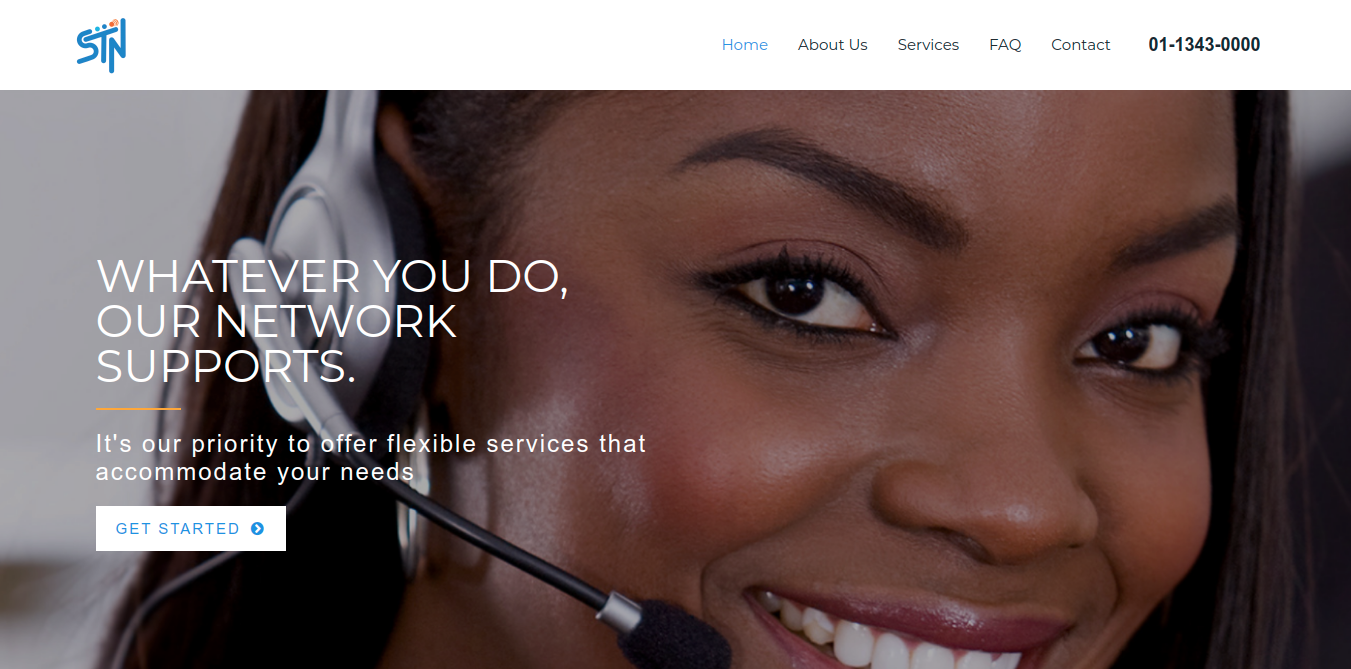 STN
Home About Us Services FAQ Contact 01-1343-0000
WHATEVER YOU DO,
OUR NETWORK
SUPPORTS.
It's our priority to offer flexible services that
accommodate your needs
GET STARTED